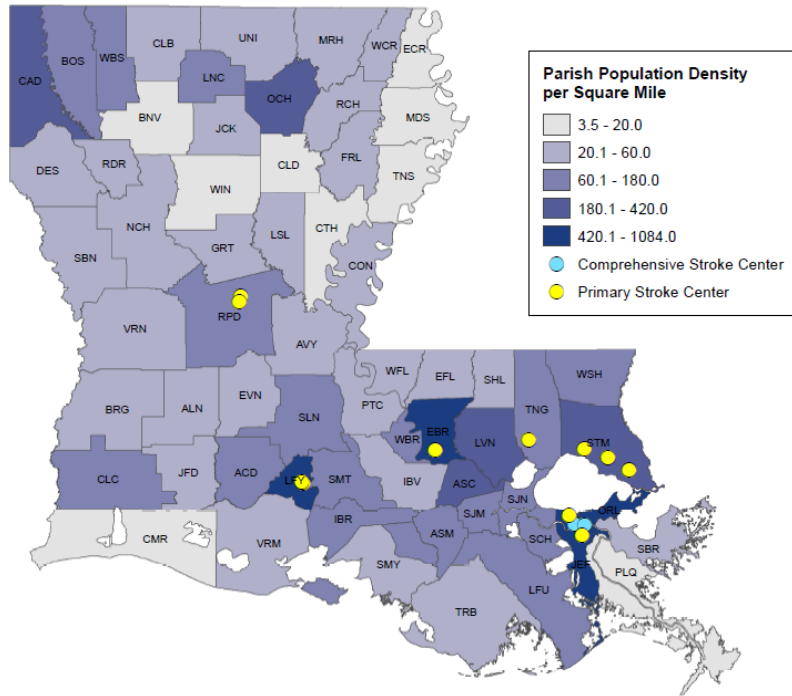 Parish Population Density
per Square Mile
3.5 - 20.0
20.1 - 60.0
60.1 - 180.0
180.1 - 420.0
420.1 - 1084.0
Comprehensive Stroke Center
Primary Stroke Center
CAD
BOS
WBS
CLB
UNI
MRH
WCR
ECR
LNC
OCH
RCH
MDS
BNV
JCK
DES
RDR
WIN
CLD
FRL
TNS
NCH
SBN
GRT
LSL
CTH
CON
RPD
VRN
AVY
WFL
EFL
SHL
TNG
WSH
BRG
ALN
EVN
SLN
PTC
WBR
EBR
LVN
STM
CLC
JFD
ACD
LFY
SMT
IBV
ASC
SJN
ORL
CMR
VRM
IBR
ASM
SJM
SCH
JEF
SBR
PLQ
SMY
TRB
LFU